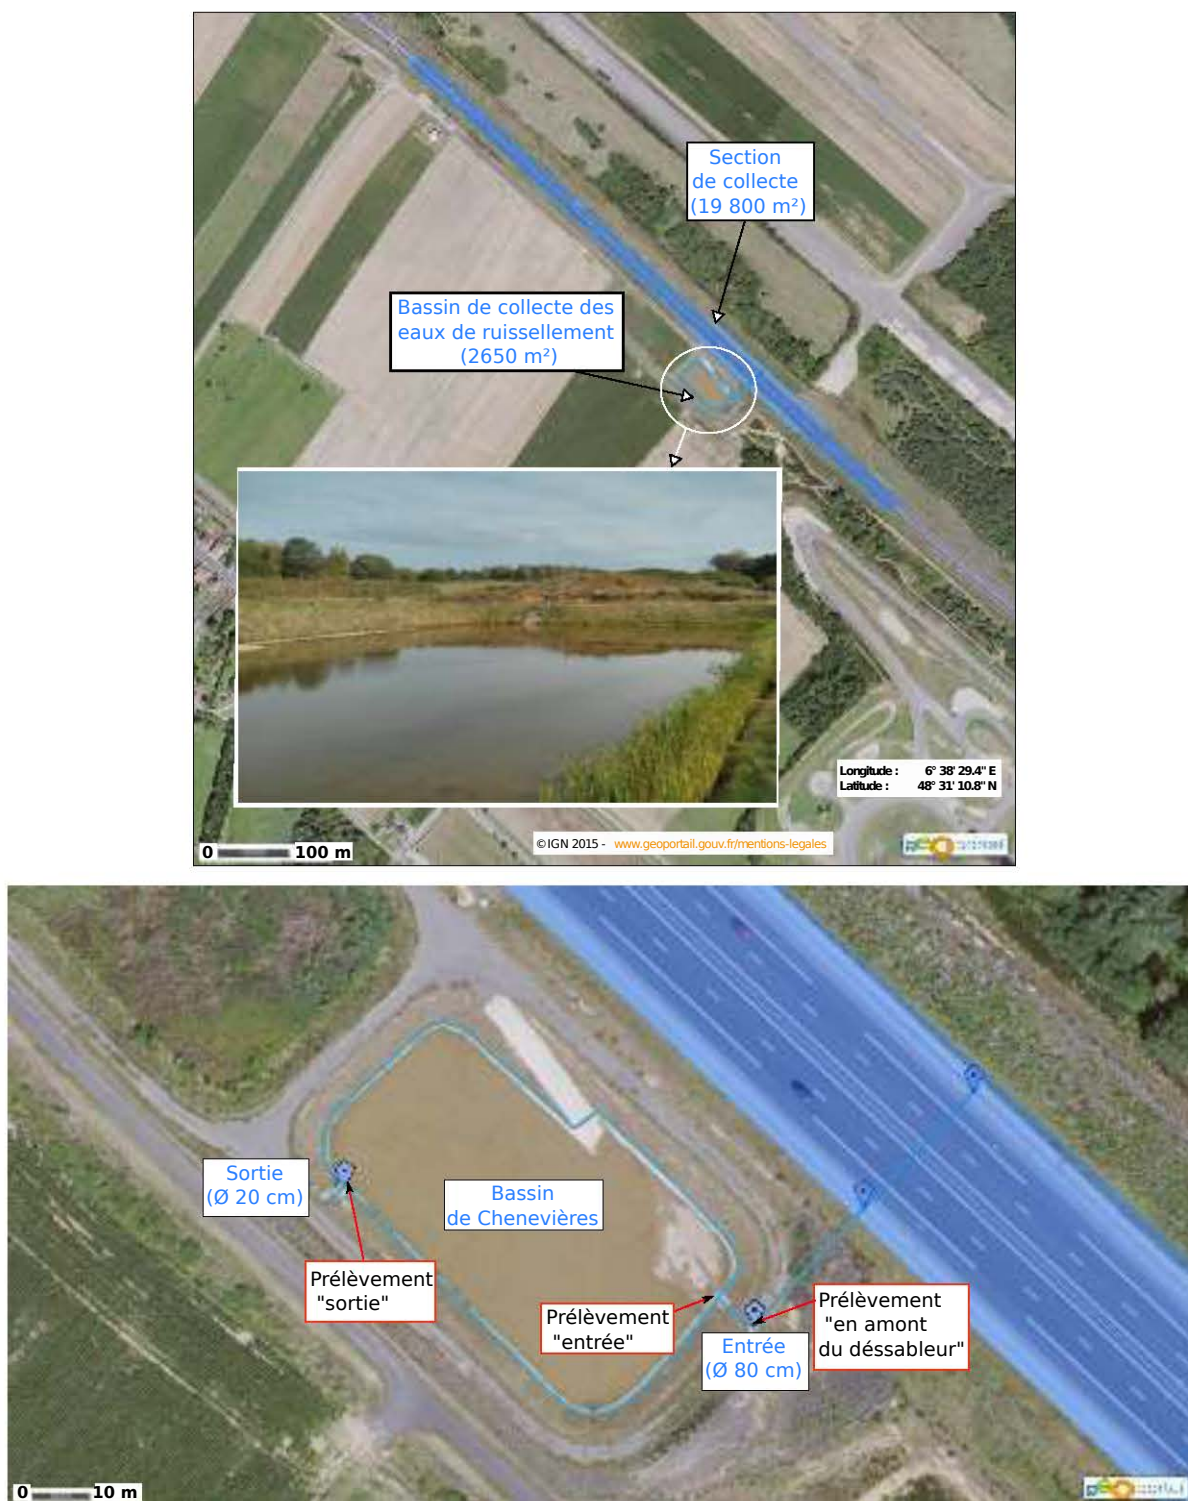 Section
de collecte
(19 800 m²)
Bassin de collecte des
eaux de ruissellement
(2650 m²)
Longitude : 6° 38' 29.4" E
Latitude : 48° 31' 10.8" N
0 100 m
© IGN 2015 - www.geoportail.gouv.fr/mentions-legales
Sortie
(Ø 20 cm)
Bassin
de Chenevières
Prélèvement
"sortie"
Prélèvement
"entrée"
Prélèvement
"en amont
du déssableur"
Entrée
(Ø 80 cm)
0 10 m